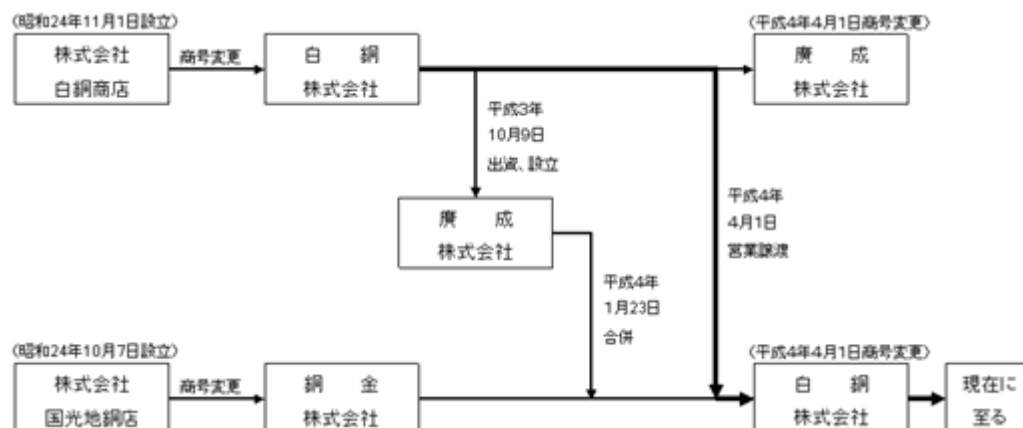 (昭和24年11月1日設立)
株式会社
白銅商店
商号変更
白 銅
株式会社
(平成4年4月1日商号変更)
廣 成
株式会社
平成3年
10月9日
出資、設立
廣 成
株式会社
平成4年
4月1日
営業譲渡
平成4年
1月23日
合併
(昭和24年10月7日設立)
株式会社
国光地銅店
商号変更
銅 金
株式会社
(平成4年4月1日商号変更)
白 銅
株式会社
現在に
至る